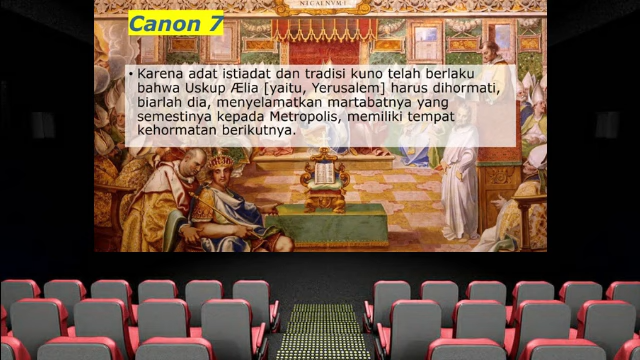 NICAENVM I
Canon 7
• Karena adat istiadat dan tradisi kuno telah berlaku
bahwa Uskup Ælia [yaitu, Yerusalem] harus dihormati,
biarlah dia, menyelamatkan martabatnya yang
semestinya kepada Metropolis, memiliki tempat
kehormatan berikutnya.